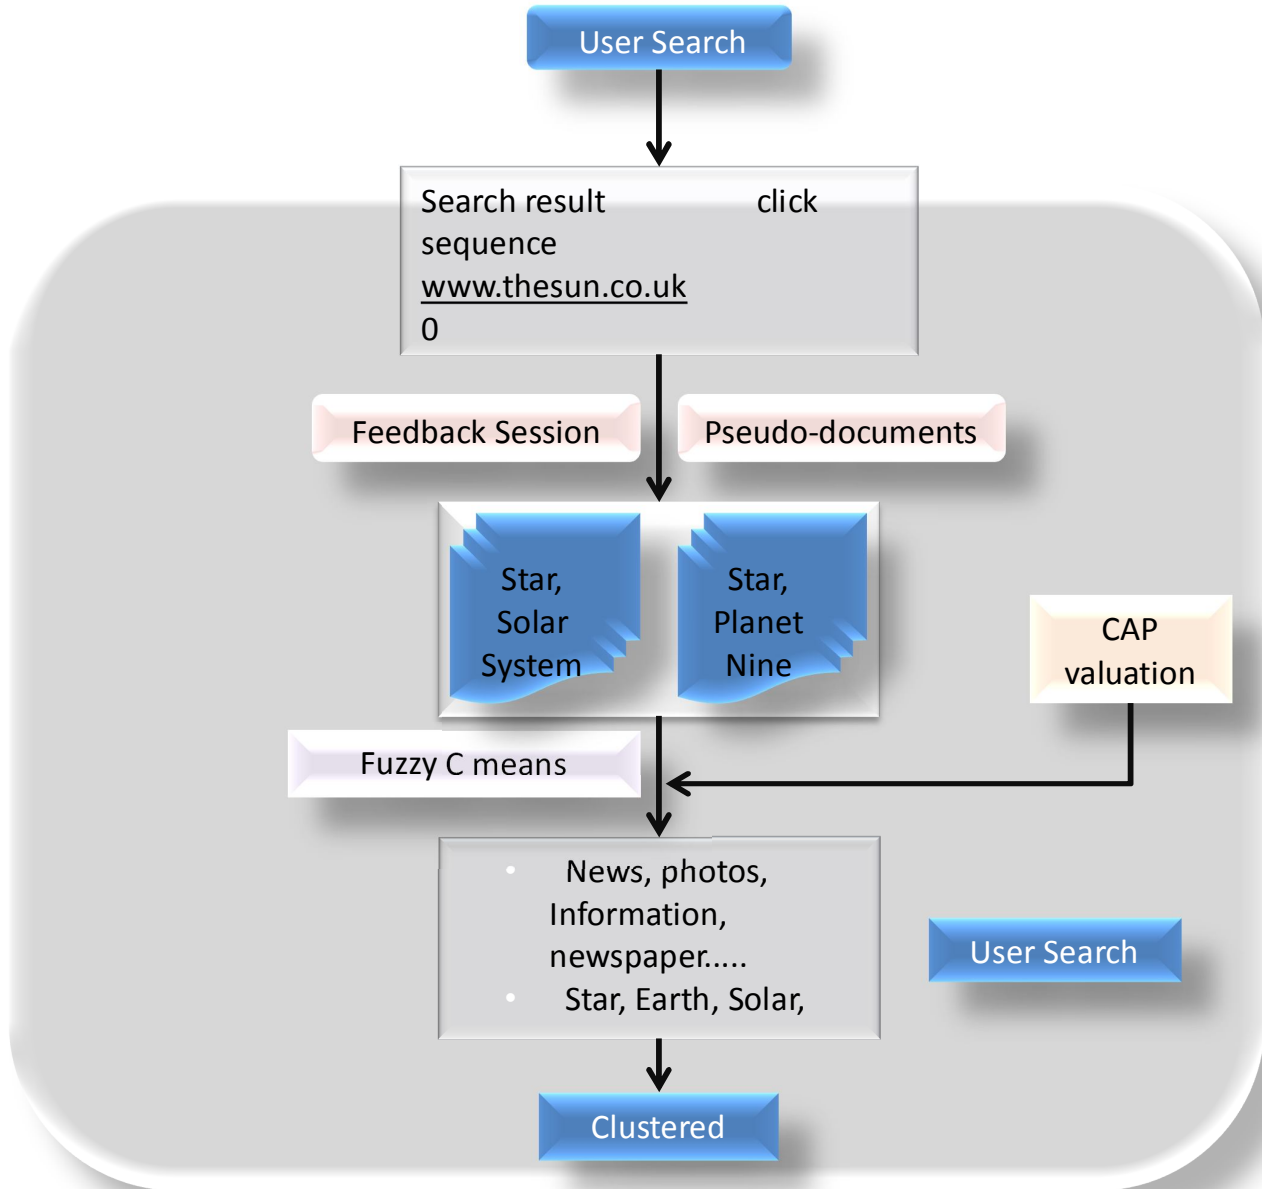 User Search
Search result click
sequence
www.thesun.co.uk
0
Feedback Session
Pseudo-documents
Star,
Solar
System
Star,
Planet
Nine
CAP
valuation
Fuzzy C means
• News, photos,
Information,
newspaper.....
• Star, Earth, Solar,
User Search
Clustered